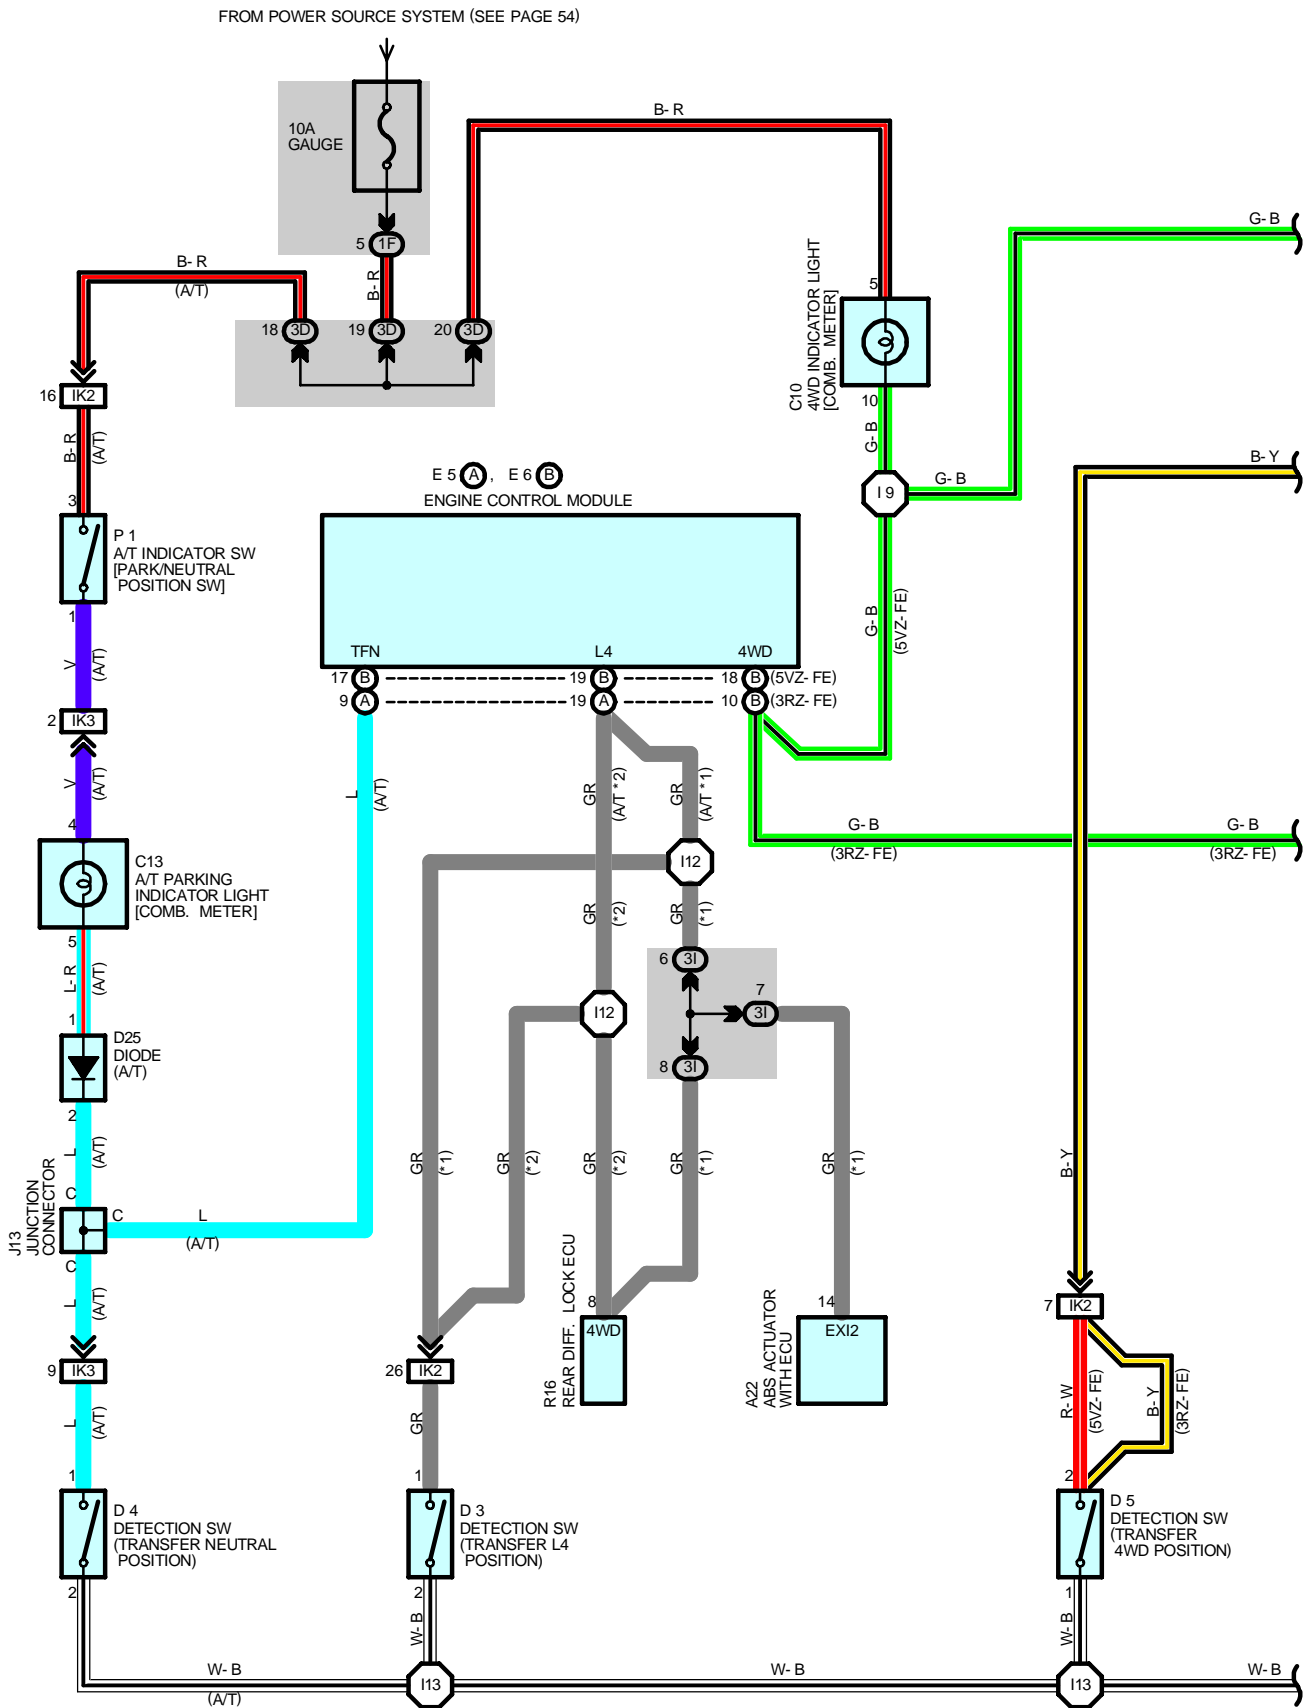 FROM POWER SOURCE SYSTEM (SEE PAGE 54)
10A
GAUGE
5 1F
B-R
B-R
B-R
(A/T)
18 3D
19 3D
20 3D
G-B
5
C10
4WD INDICATOR LIGHT
[COMB. METER]
10
G-B
I 9
G-B
B-Y
16 IK2
B-R
(A/T)
3
P 1
A/T INDICATOR SW
[PARK/NEUTRAL
POSITION SW]
1
V
(A/T)
2 IK3
V
(A/T)
4
C13
A/T PARKING
INDICATOR LIGHT
[COMB. METER]
5
L-R
(A/T)
1
D25
DIODE
(A/T)
2
L
(A/T)
J13
JUNCTION
CONNECTOR
C
C
C
L
(A/T)
L
(A/T)
9 IK3
L
(A/T)
1
D 4
DETECTION SW
(TRANSFER NEUTRAL
POSITION)
2
E 5 A , E 6 B
ENGINE CONTROL MODULE
TFN L4 4WD
17 B 19 B 18 B (5VZ-FE)
9 A 19 A 10 B (3RZ-FE)
G-B
(5VZ-FE)
L
(A/T)
GR
(A/T *2)
GR
(A/T *1)
G-B
(3RZ-FE)
G-B
(3RZ-FE)
I12
GR
(*2)
GR
(*1)
6 3I
7
3I
8 3I
I12
GR
(*1)
(*2)
GR
(*2)
GR
(*1)
GR
(*1)
B-Y
8
4WD
R16
REAR DIFF. LOCK ECU
14
EXI2
A22
ABS ACTUATOR
WITH ECU
26 IK2
GR
1
D 3
DETECTION SW
(TRANSFER L4
POSITION)
2
W-B
7 IK2
R-W
(5VZ-FE)
B-Y
(3RZ-FE)
2
D 5
DETECTION SW
(TRANSFER
4WD POSITION)
1
W-B
W-B
(A/T)
I13
W-B
I13
W-B